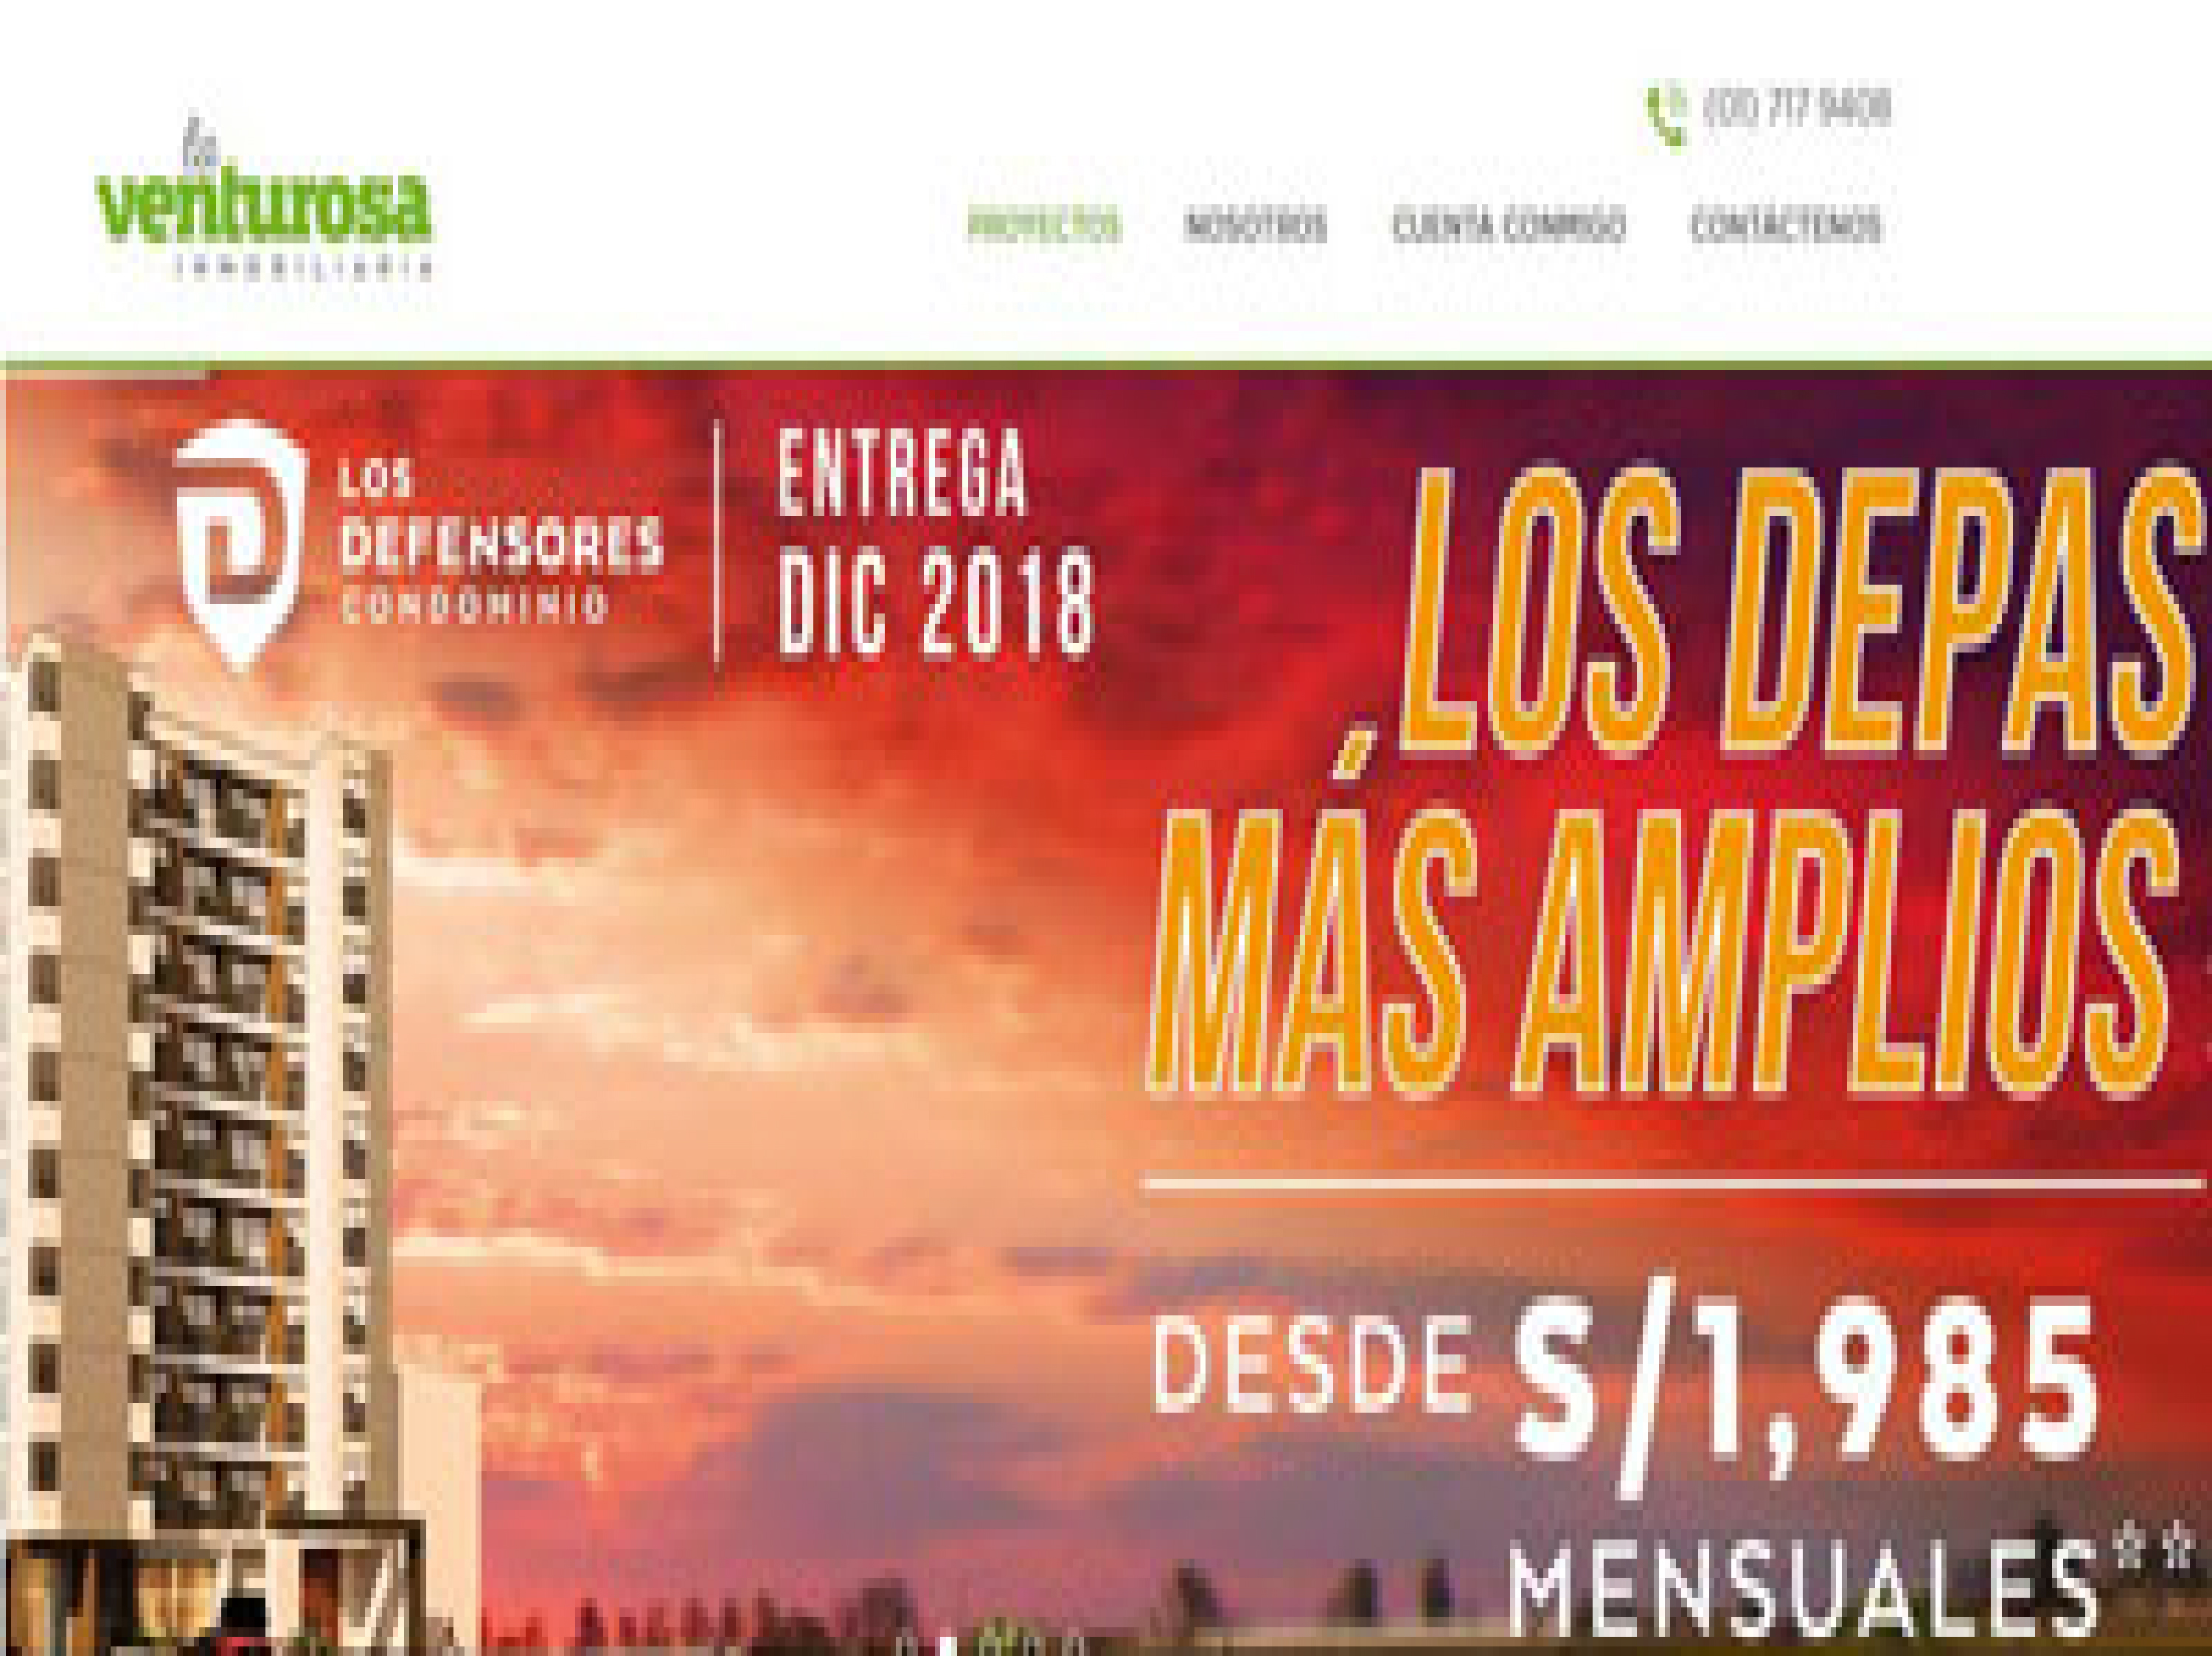 (01) 717 9408
la
venturosa
INMOBILIARIA
PROYECTOS NOSOTROS CUENTA CONMIGO CONTÁCTENOS
LOS
DEFENSORES
CONDOMINIO
ENTREGA
DIC 2018
LOS DEPAS
MÁS AMPLIOS
DESDE S/1,985
MENSUALES**